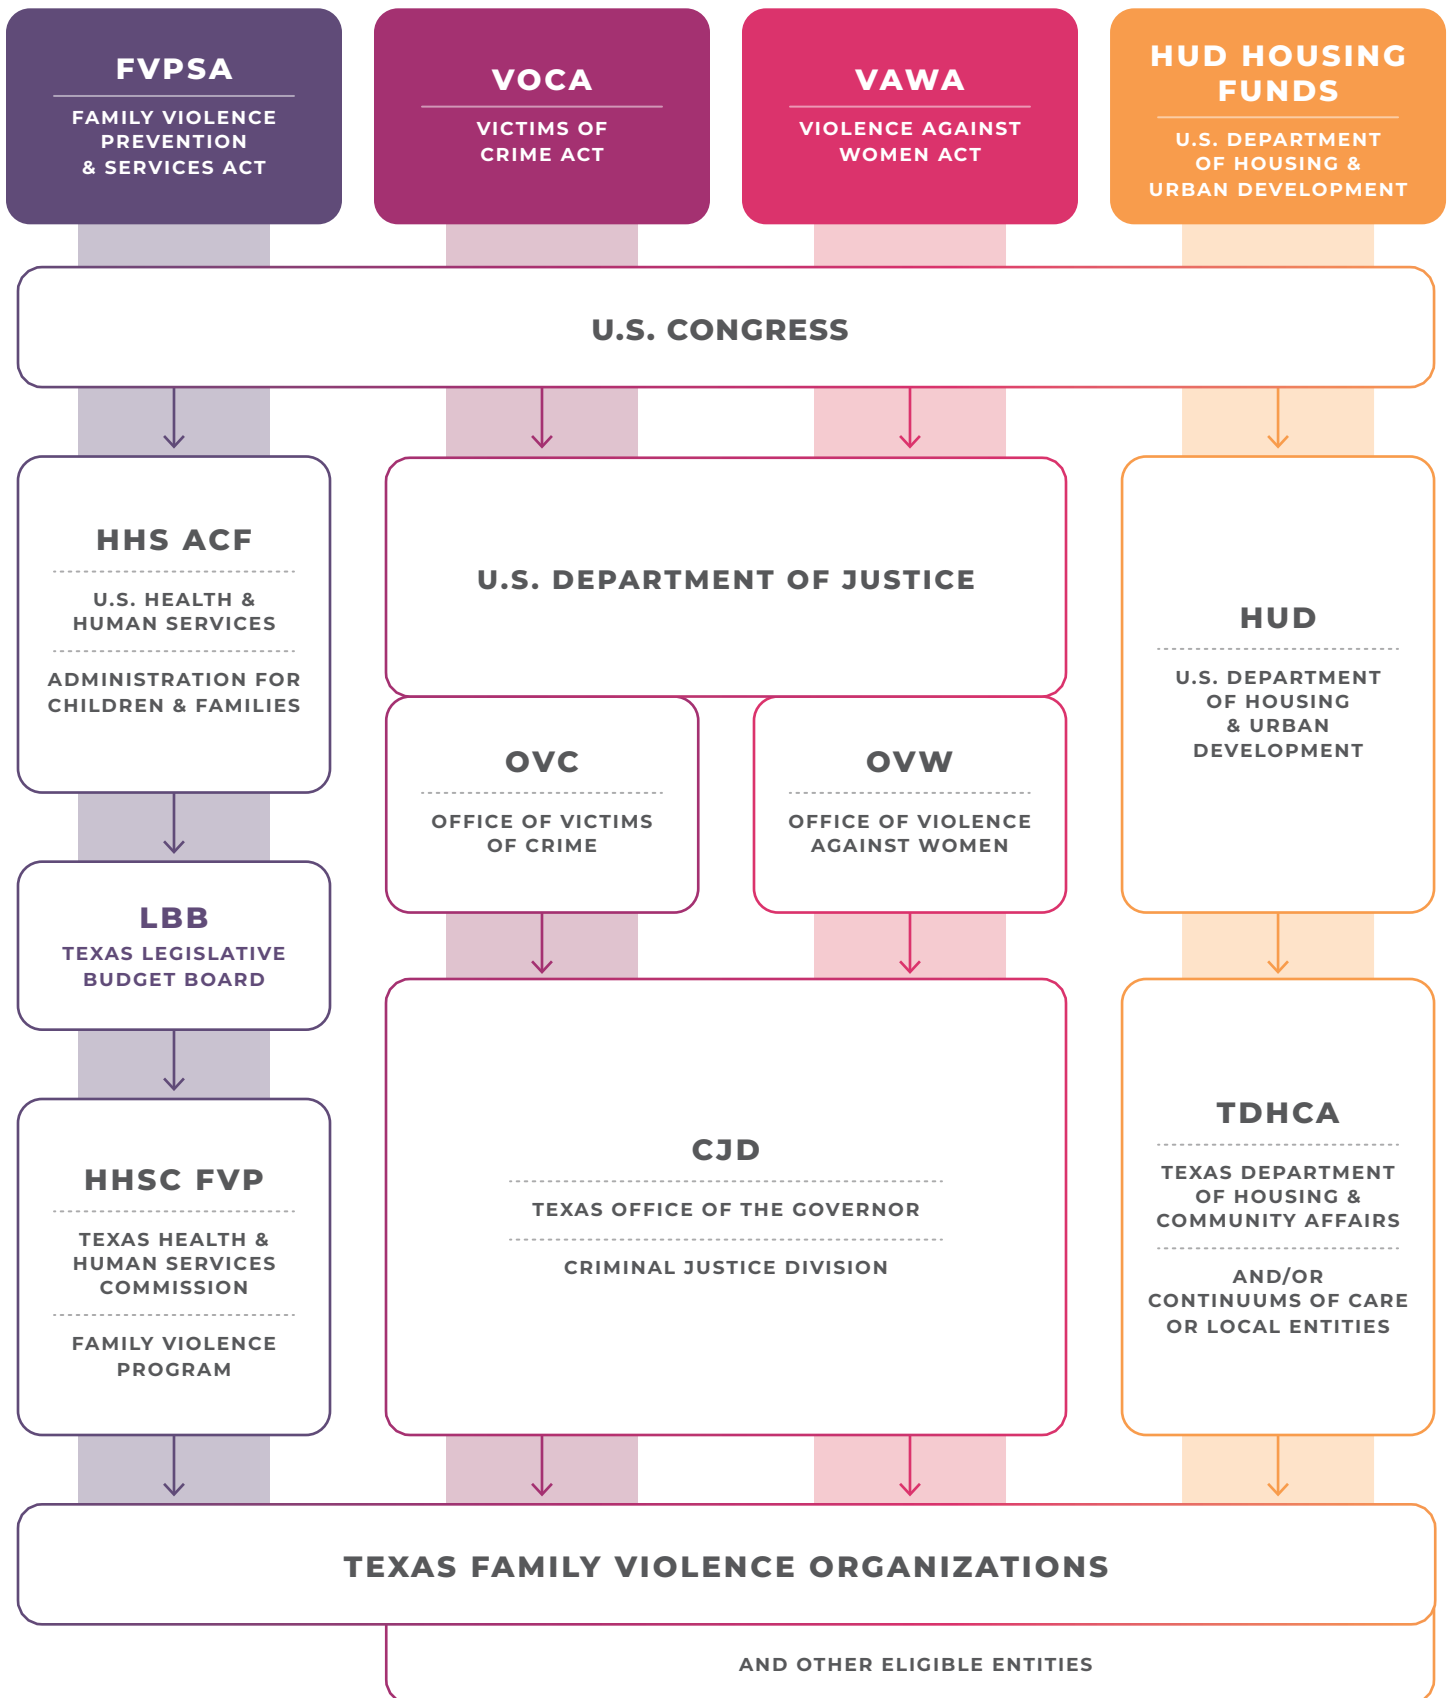 FVPSA
FAMILY VIOLENCE
PREVENTION
& SERVICES ACT
VOCA
VICTIMS OF
CRIME ACT
VAWA
VIOLENCE AGAINST
WOMEN ACT
HUD HOUSING
FUNDS
U.S. DEPARTMENT
OF HOUSING &
URBAN DEVELOPMENT
U.S. CONGRESS
HHS ACF
U.S. HEALTH &
HUMAN SERVICES
ADMINISTRATION FOR
CHILDREN & FAMILIES
U.S. DEPARTMENT OF JUSTICE
HUD
U.S. DEPARTMENT
OF HOUSING
& URBAN
DEVELOPMENT
OVC
OFFICE OF VICTIMS
OF CRIME
OVW
OFFICE OF VIOLENCE
AGAINST WOMEN
LBB
TEXAS LEGISLATIVE
BUDGET BOARD
HHSC FVP
TEXAS HEALTH &
HUMAN SERVICES
COMMISSION
FAMILY VIOLENCE
PROGRAM
CJD
TEXAS OFFICE OF THE GOVERNOR
CRIMINAL JUSTICE DIVISION
TDHCA
TEXAS DEPARTMENT
OF HOUSING &
COMMUNITY AFFAIRS
AND/OR
CONTINUUMS OF CARE
OR LOCAL ENTITIES
TEXAS FAMILY VIOLENCE ORGANIZATIONS
AND OTHER ELIGIBLE ENTITIES